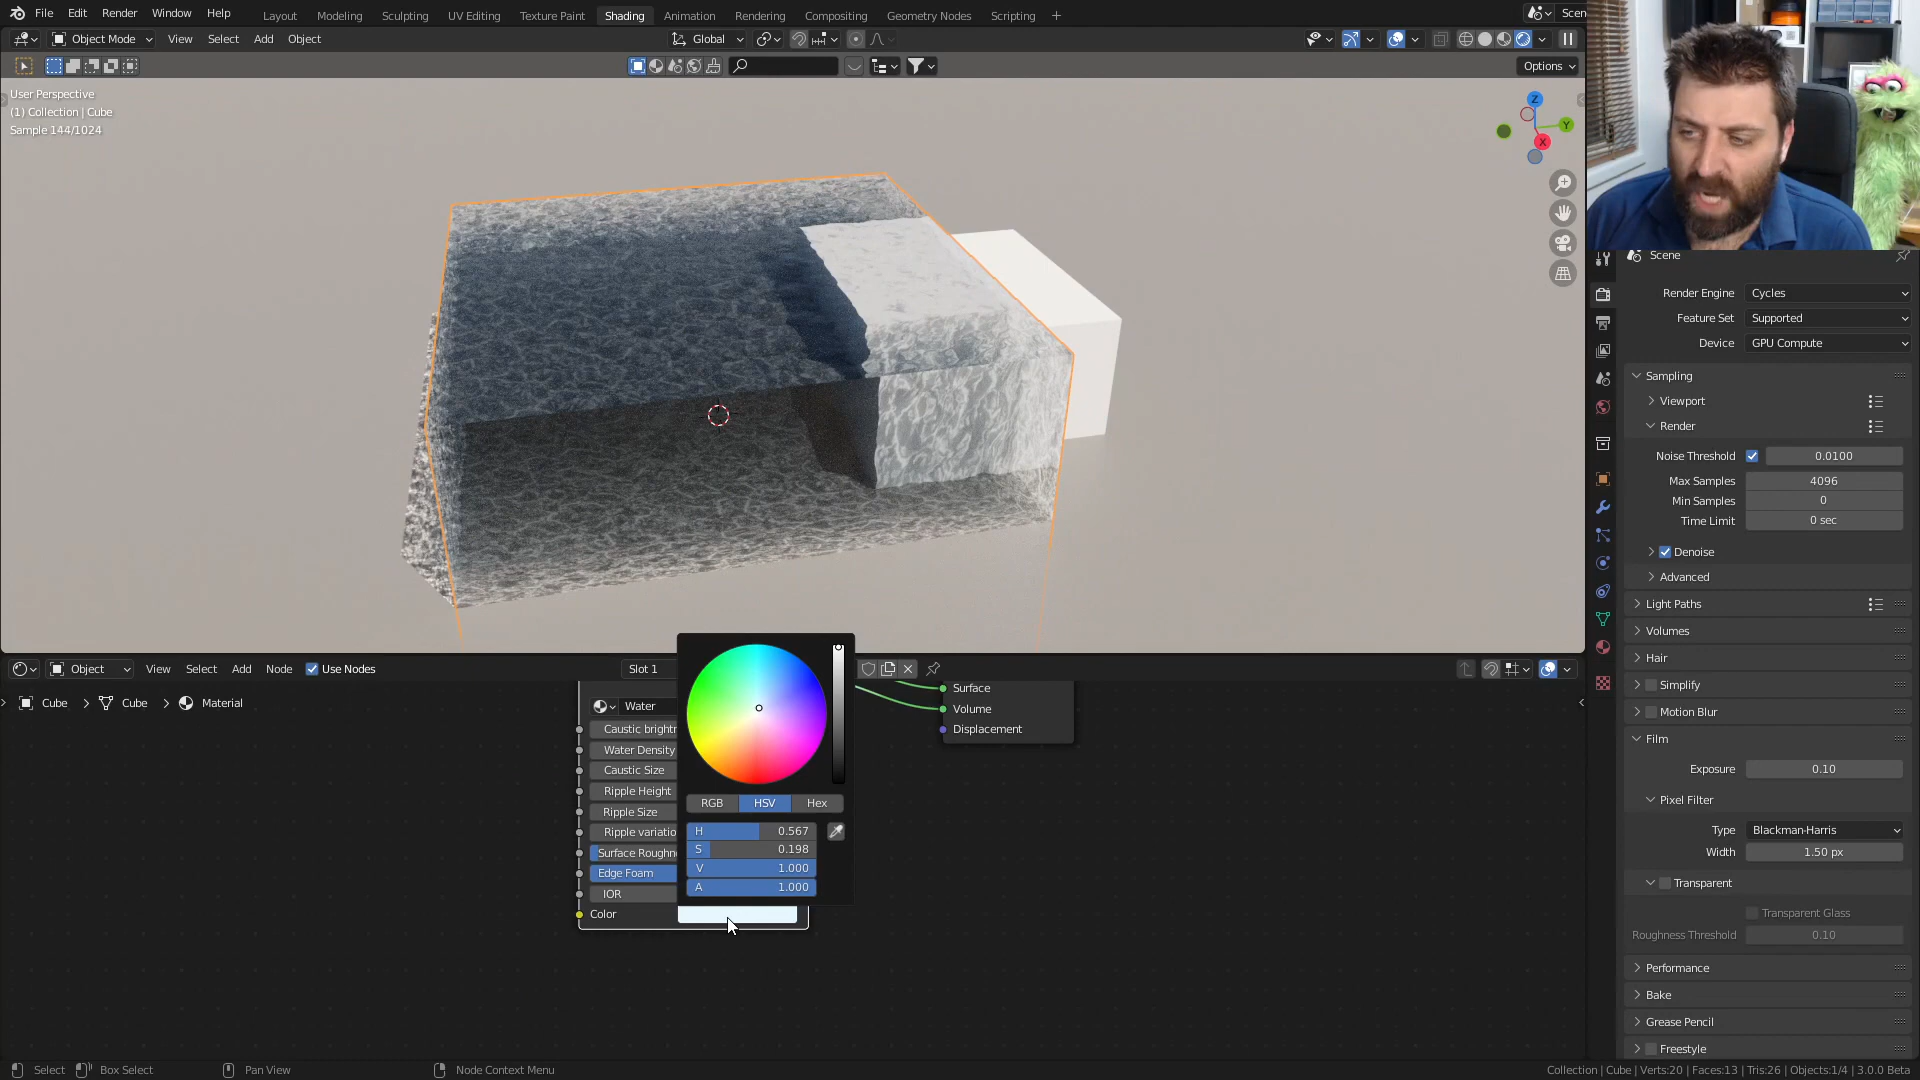 File Edit Render Window Help Layout Modeling Sculpting UV Editing Texture Paint Shading Animation Rendering Compositing Geometry Nodes Scripting + Scen
Object Mode View Select Add Object Global
Options
User Perspective
(1) Collection | Cube
Sample 144/1024
Z
Y
X
Scene
Render Engine Cycles
Feature Set Supported
Device GPU Compute
Sampling
Viewport
Render
Noise Threshold 0.0100
Max Samples 4096
Min Samples 0
Time Limit 0 sec
Denoise
Advanced
Light Paths
Volumes
Hair
Simplify
Motion Blur
Film
Exposure 0.10
Pixel Filter
Type Blackman-Harris
Width 1.50 px
Transparent
Transparent Glass
Roughness Threshold 0.10
Performance
Bake
Grease Pencil
Freestyle
Object View Select Add Node Use Nodes Slot 1
Cube > Cube > Material
Surface
Volume
Displacement
Water
Caustic brightn
Water Density
Caustic Size
Ripple Height
Ripple Size
Ripple variatio
Surface Roughn
Edge Foam
IOR
Color
RGB HSV Hex
H 0.567
S 0.198
V 1.000
A 1.000
Select Box Select Pan View Node Context Menu Collection | Cube | Verts:20 | Faces:13 | Tris:26 | Objects:1/4 | 3.0.0 Beta